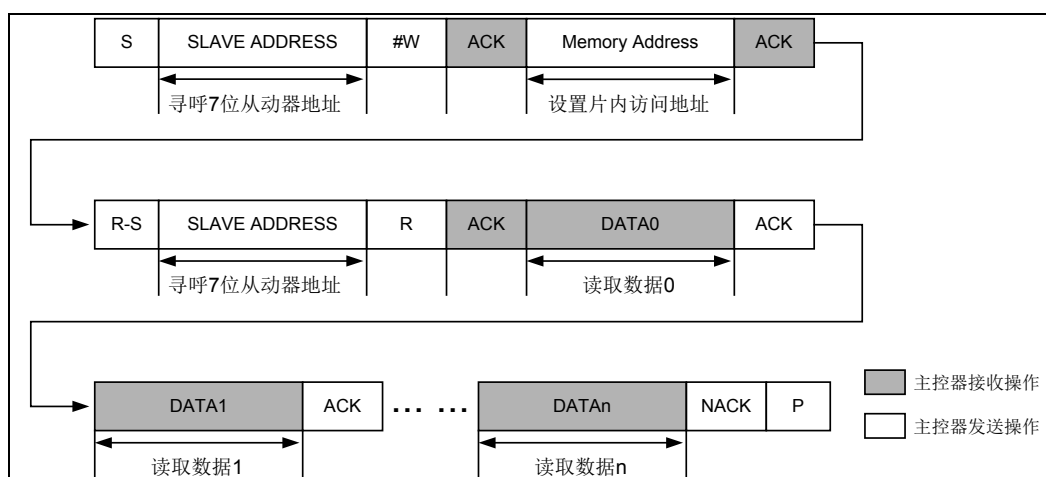 S SLAVE ADDRESS #W ACK Memory Address ACK
寻呼7位从动器地址 设置片内访问地址
R-S SLAVE ADDRESS R ACK DATA0 ACK
寻呼7位从动器地址 读取数据0
DATA1 ACK ... ... DATAn NACK P
读取数据1 读取数据n
主控器接收操作
主控器发送操作